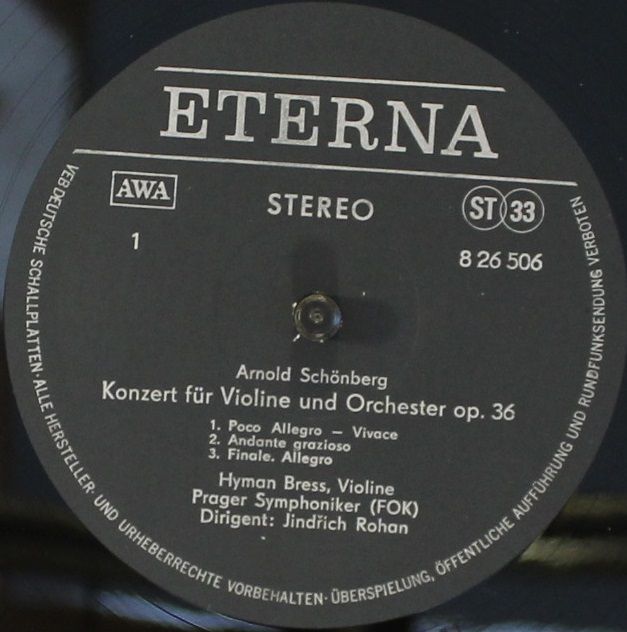 ETERNA
AWA
STEREO
ST 33
1
8 26 506
Arnold Schönberg
Konzert für Violine und Orchester op. 36
1. Poco Allegro – Vivace
2. Andante grazioso
3. Finale. Allegro
Hyman Bress, Violine
Prager Symphoniker (FOK)
Dirigent: Jindřich Rohan
VEB DEUTSCHE SCHALLPLATTEN · ALLE HERSTELLER- UND URHEBERRECHTE VORBEHALTEN · ÜBERSPIELUNG, ÖFFENTLICHE AUFFÜHRUNG UND RUNDFUNKSENDUNG VERBOTEN